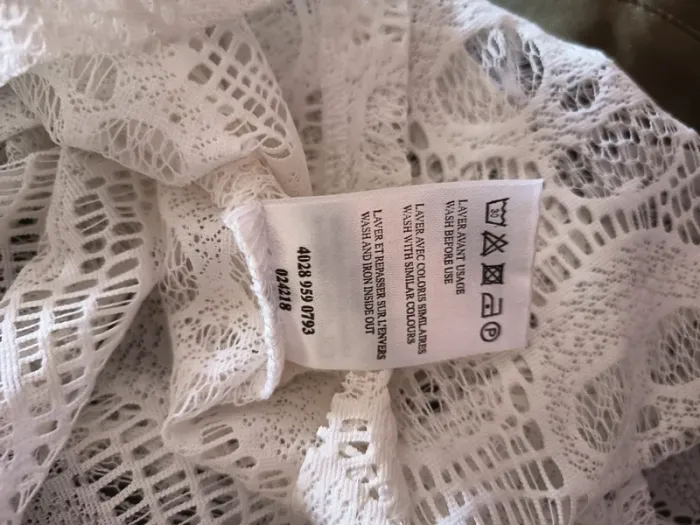 30
P
LAVER AVANT USAGE
WASH BEFORE USE
LAVER AVEC COLORIS SIMILAIRES
WASH WITH SIMILAR COLOURS
LAVER ET REPASSER SUR L'ENVERS
WASH AND IRON INSIDE OUT
4028 959 0793
024218